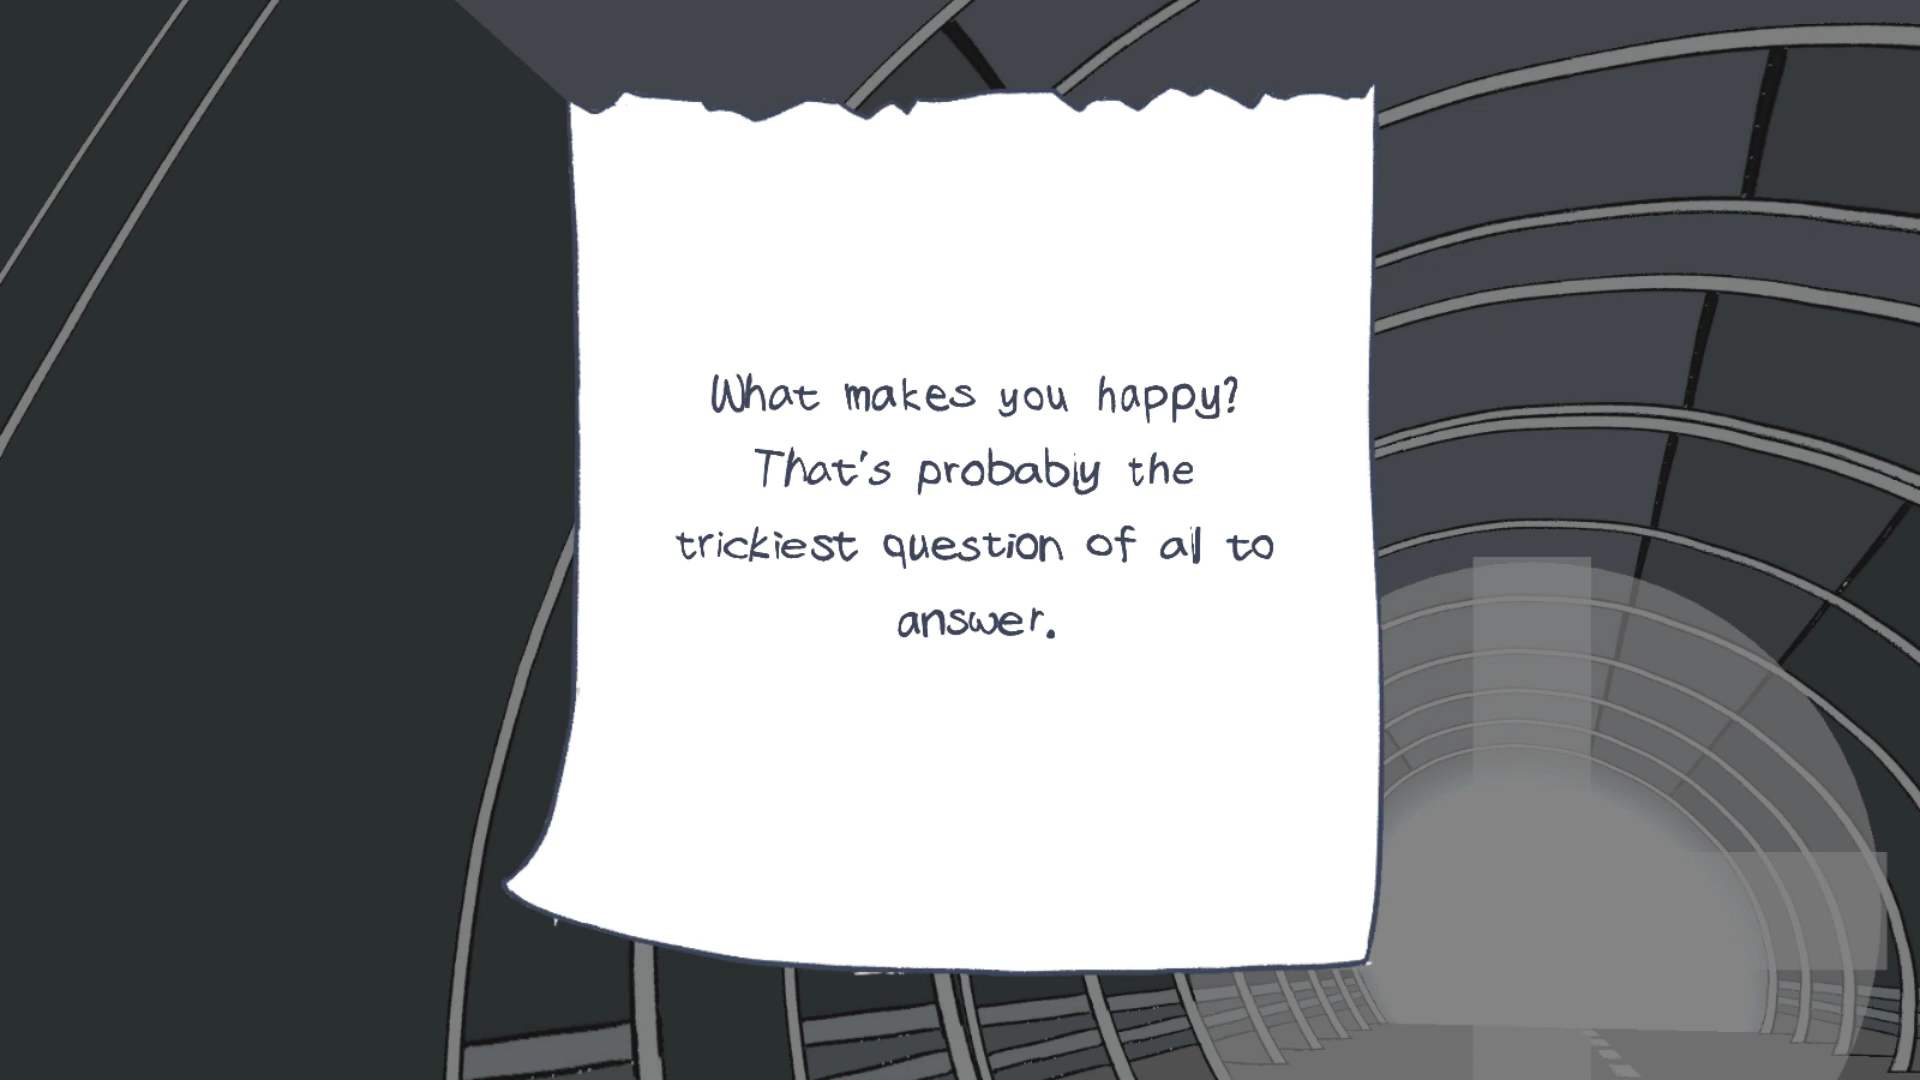 What makes you happy?
That's probably the
trickiest question of all to
answer.